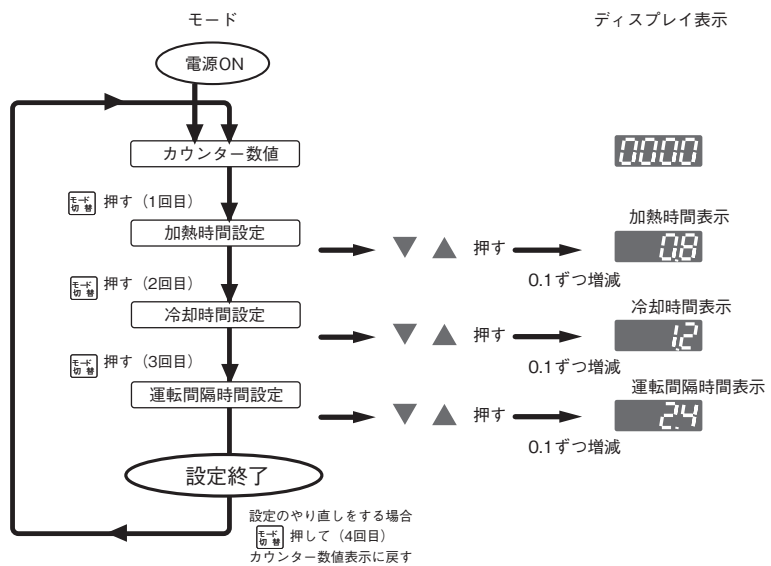 モード
ディスプレイ表示
電源ON
カウンター数値
0000
モード
切替
押す（1回目）
加熱時間表示
加熱時間設定
▼ ▲ 押す
0.8
0.1ずつ増減
モード
切替
押す（2回目）
冷却時間表示
冷却時間設定
▼ ▲ 押す
1.2
0.1ずつ増減
モード
切替
押す（3回目）
運転間隔時間表示
運転間隔時間設定
▼ ▲ 押す
2.4
0.1ずつ増減
設定終了
設定のやり直しをする場合
モード
切替
押して（4回目）
カウンター数値表示に戻す